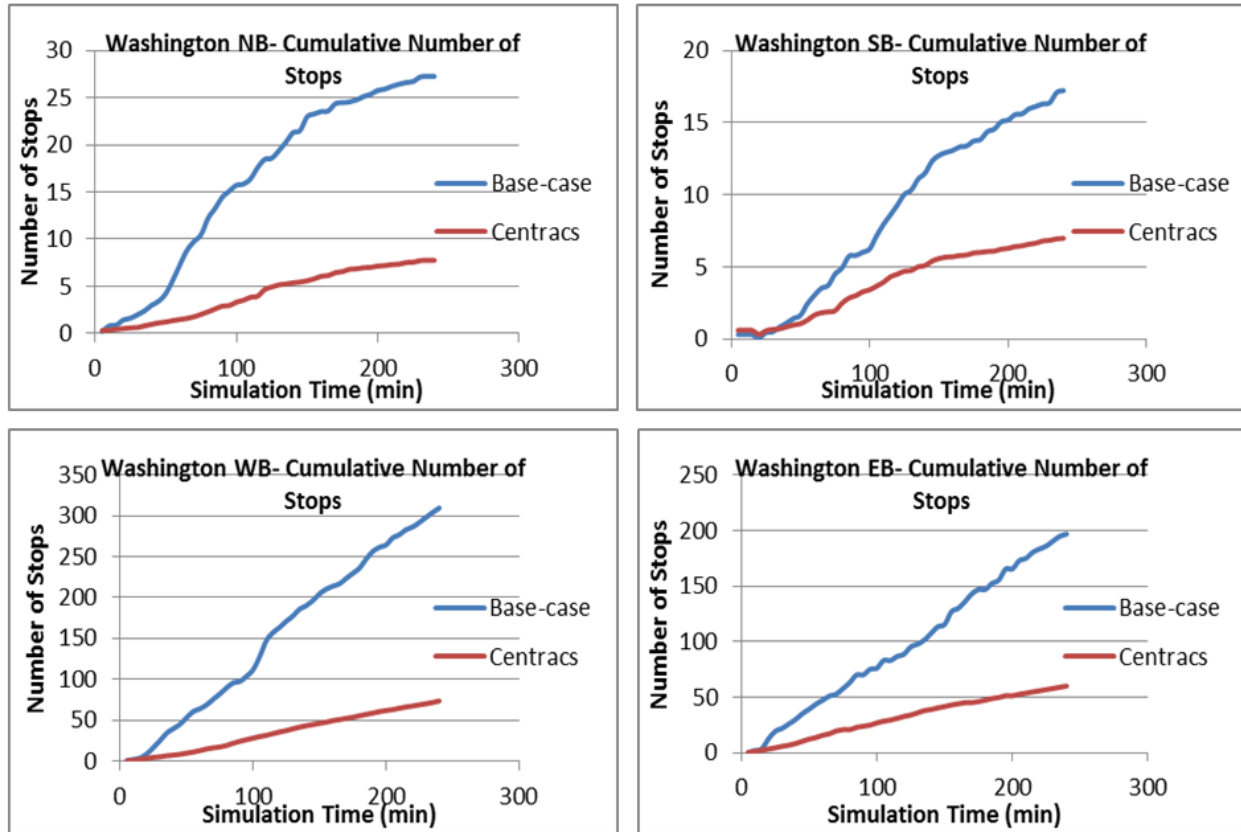 Washington NB- Cumulative Number of
Stops
Number of Stops
30
25
20
15
10
5
0
Base-case
Centracs
0 100 200 300
Simulation Time (min)
Washington SB- Cumulative Number of
Stops
Number of Stops
20
15
10
5
0
Base-case
Centracs
0 100 200 300
Simulation Time (min)
Washington WB- Cumulative Number of
Stops
Number of Stops
350
300
250
200
150
100
50
0
Base-case
Centracs
0 100 200 300
Simulation Time (min)
Washington EB- Cumulative Number of
Stops
Number of Stops
250
200
150
100
50
0
Base-case
Centracs
0 100 200 300
Simulation Time (min)